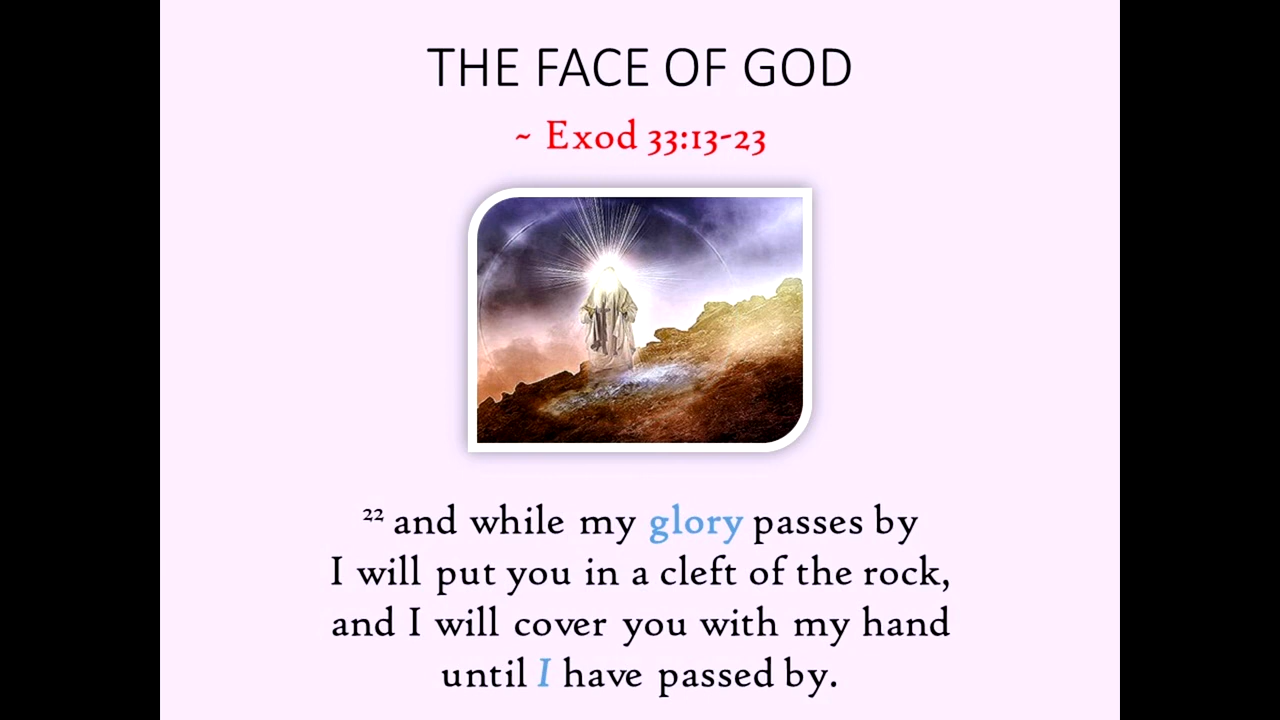 THE FACE OF GOD
~ Exod 33:13-23
22 and while my glory passes by
I will put you in a cleft of the rock,
and I will cover you with my hand
until I have passed by.